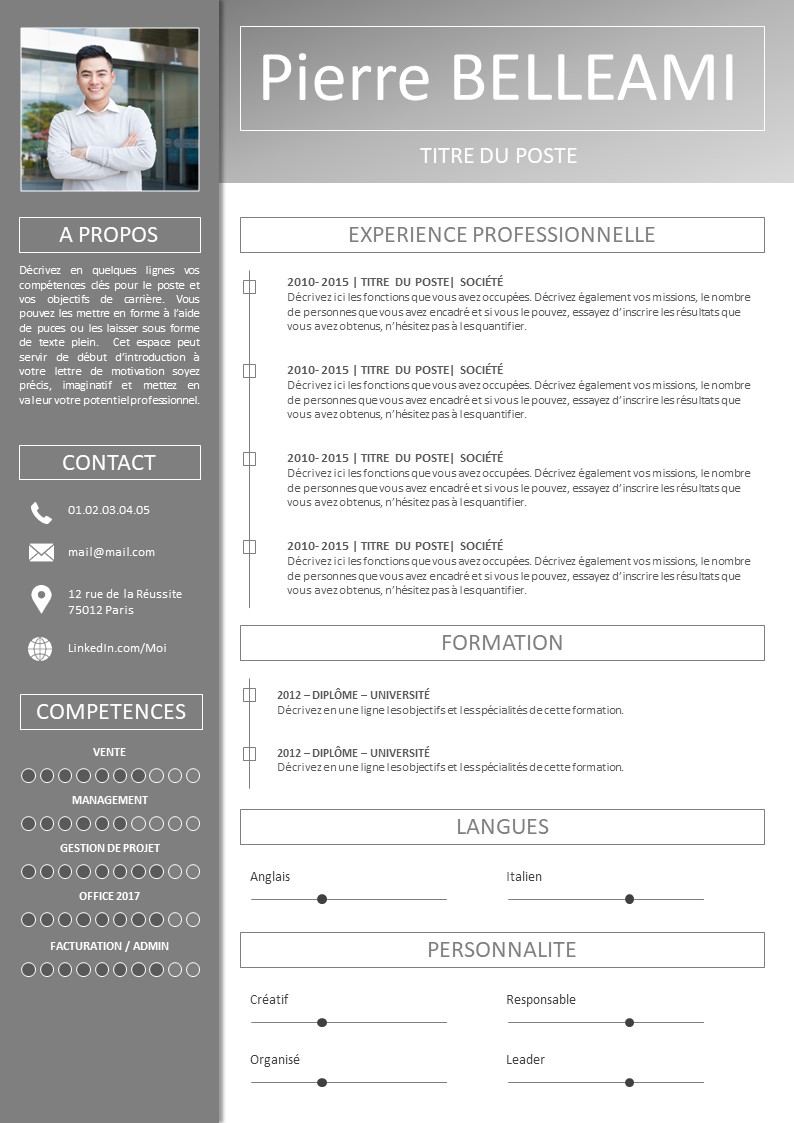 Pierre BELLEAMI
TITRE DU POSTE
A PROPOS
Décrivez en quelques lignes vos
compétences clés pour le poste et
vos objectifs de carrière. Vous
pouvez les mettre en forme à l’aide
de puces ou les laisser sous forme
de texte plein. Cet espace peut
servir de début d’introduction à
votre lettre de motivation soyez
précis, imaginatif et mettez en
valeur votre potentiel professionnel.
CONTACT
01.02.03.04.05
mail@mail.com
12 rue de la Réussite
75012 Paris
LinkedIn.com/Moi
COMPETENCES
VENTE
MANAGEMENT
GESTION DE PROJET
OFFICE 2017
FACTURATION / ADMIN
EXPERIENCE PROFESSIONNELLE
2010- 2015 | TITRE DU POSTE| SOCIÉTÉ
Décrivez ici les fonctions que vous avez occupées. Décrivez également vos missions, le nombre
de personnes que vous avez encadré et si vous le pouvez, essayez d’inscrire les résultats que
vous avez obtenus, n’hésitez pas à les quantifier.
2010- 2015 | TITRE DU POSTE| SOCIÉTÉ
Décrivez ici les fonctions que vous avez occupées. Décrivez également vos missions, le nombre
de personnes que vous avez encadré et si vous le pouvez, essayez d’inscrire les résultats que
vous avez obtenus, n’hésitez pas à les quantifier.
2010- 2015 | TITRE DU POSTE| SOCIÉTÉ
Décrivez ici les fonctions que vous avez occupées. Décrivez également vos missions, le nombre
de personnes que vous avez encadré et si vous le pouvez, essayez d’inscrire les résultats que
vous avez obtenus, n’hésitez pas à les quantifier.
2010- 2015 | TITRE DU POSTE| SOCIÉTÉ
Décrivez ici les fonctions que vous avez occupées. Décrivez également vos missions, le nombre
de personnes que vous avez encadré et si vous le pouvez, essayez d’inscrire les résultats que
vous avez obtenus, n’hésitez pas à les quantifier.
FORMATION
2012 – DIPLÔME – UNIVERSITÉ
Décrivez en une ligne les objectifs et les spécialités de cette formation.
2012 – DIPLÔME – UNIVERSITÉ
Décrivez en une ligne les objectifs et les spécialités de cette formation.
LANGUES
Anglais
Italien
PERSONNALITE
Créatif
Responsable
Organisé
Leader